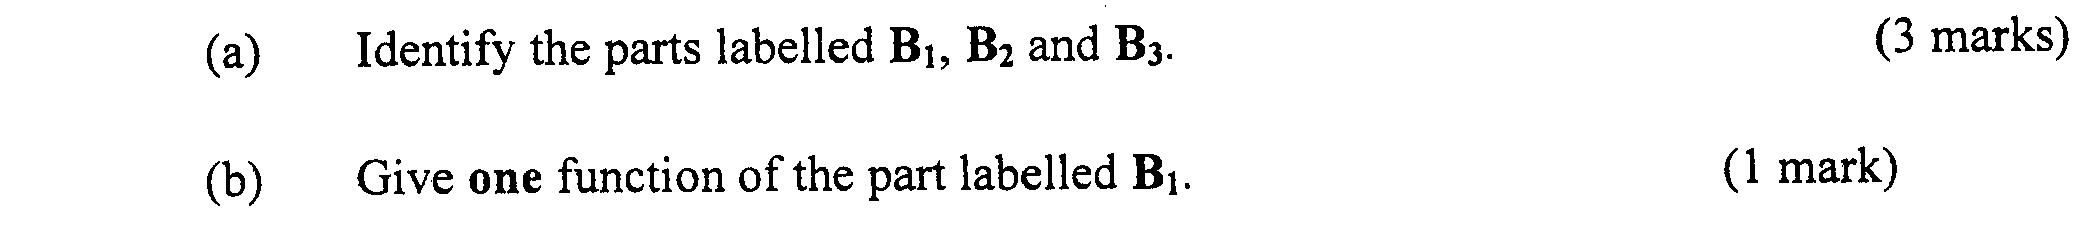 (a) Identify the parts labelled B₁, B₂ and B₃. (3 marks)
(b) Give one function of the part labelled B₁. (1 mark)